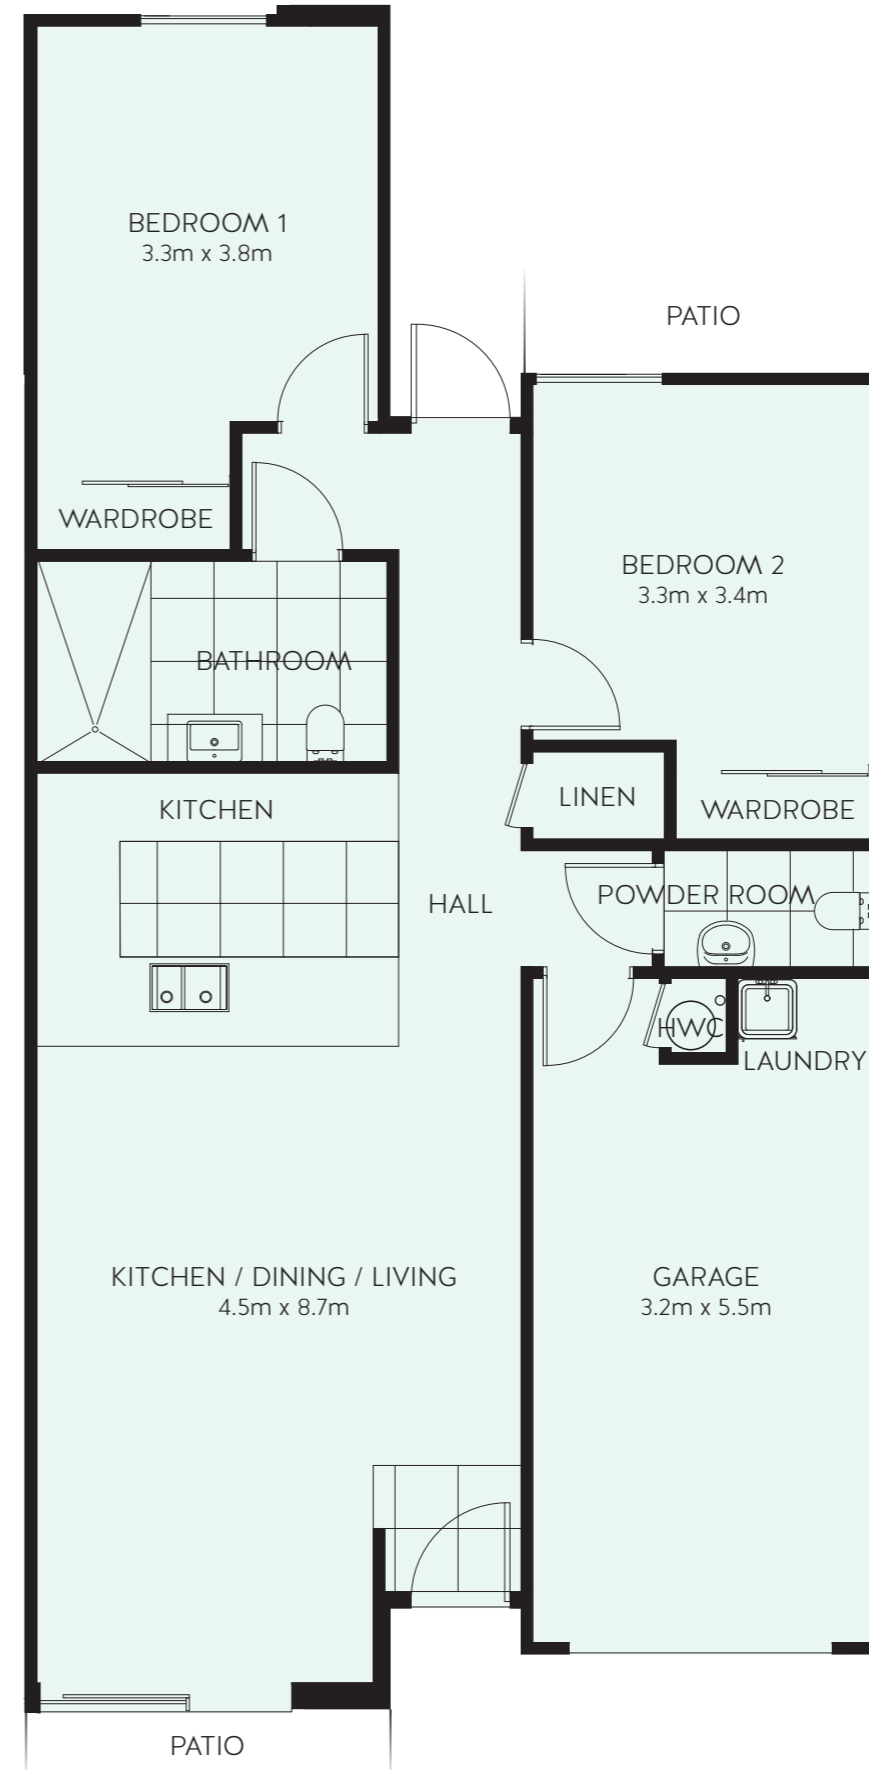 BEDROOM 1
3.3m x 3.8m
PATIO
WARDROBE
BEDROOM 2
3.3m x 3.4m
BATHROOM
LINEN
KITCHEN
WARDROBE
POWDER ROOM
HALL
HWC
LAUNDRY
KITCHEN / DINING / LIVING
4.5m x 8.7m
GARAGE
3.2m x 5.5m
PATIO